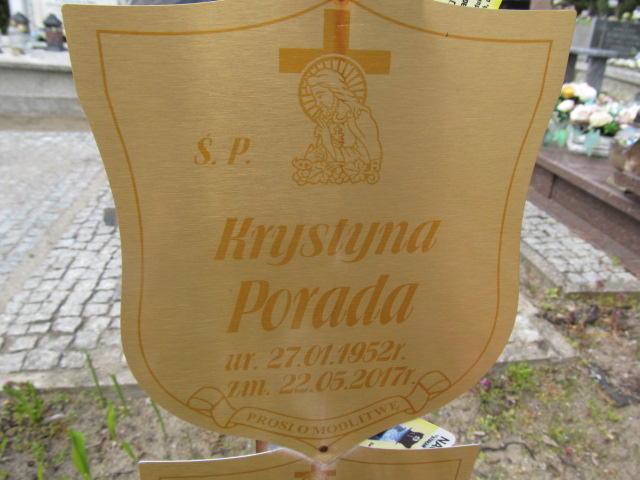 Ś. P.
Krystyna
Porada
ur. 27.01.1952r.
zm. 22.05.2017r.
PROSI O MODLITWĘ